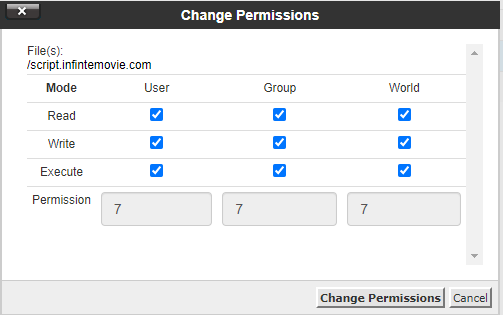 Change Permissions
File(s):
/script.infintemovie.com
Mode User Group World
Read
Write
Execute
Permission 7 7 7
Change Permissions Cancel